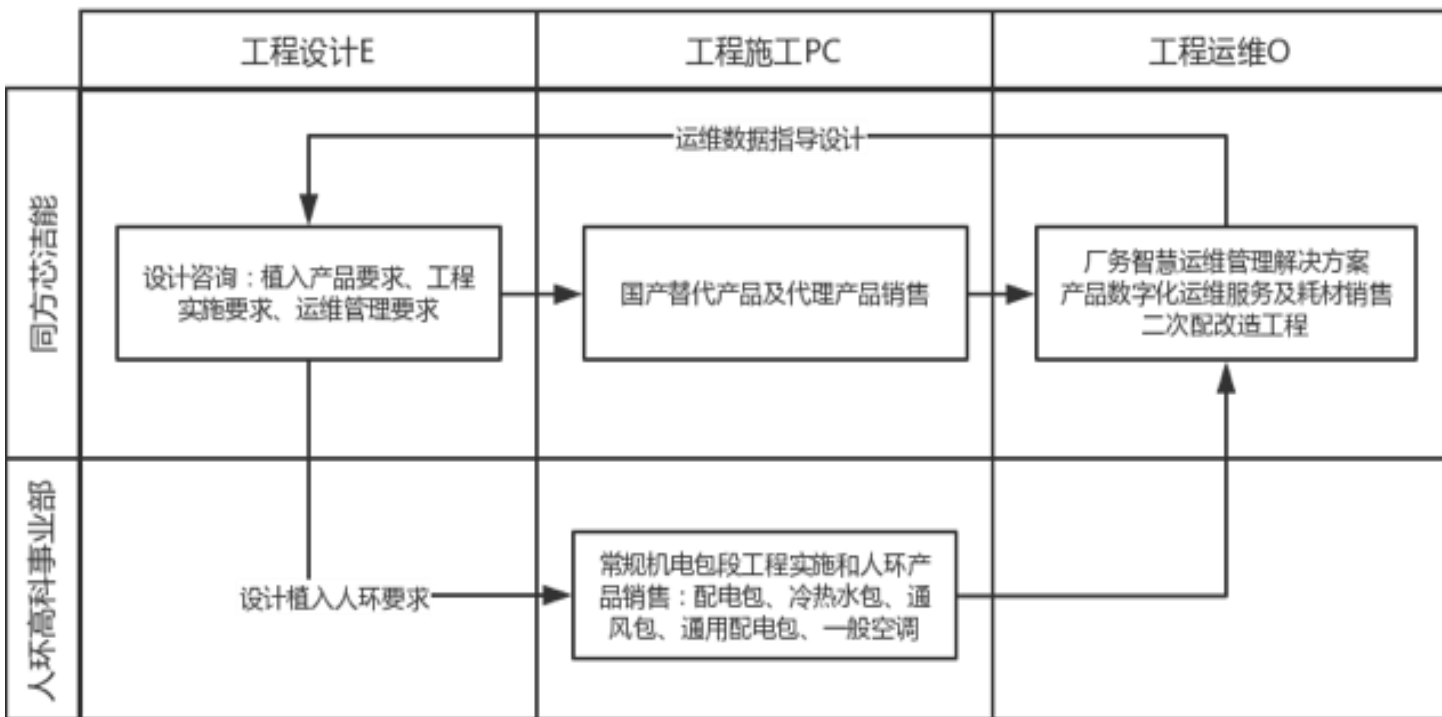 工程设计E
工程施工PC
工程运维O
同方芯洁能
运维数据指导设计
设计咨询：植入产品要求、工程
实施要求、运维管理要求
国产替代产品及代理产品销售
厂务智慧运维管理解决方案
产品数字化运维服务及耗材销售
二次配改造工程
人环高科事业部
设计植入人环要求
常规机电包段工程实施和人环产
品销售：配电包、冷热水包、通
风包、通用配电包、一般空调